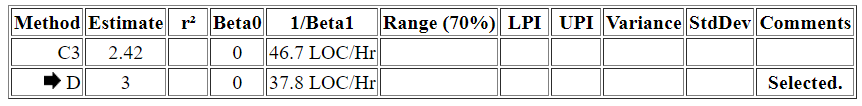 Method Estimate r² Beta0 1/Beta1 Range (70%) LPI UPI Variance StdDev Comments
C3 2.42 0 46.7 LOC/Hr
🡆 D 3 0 37.8 LOC/Hr Selected.